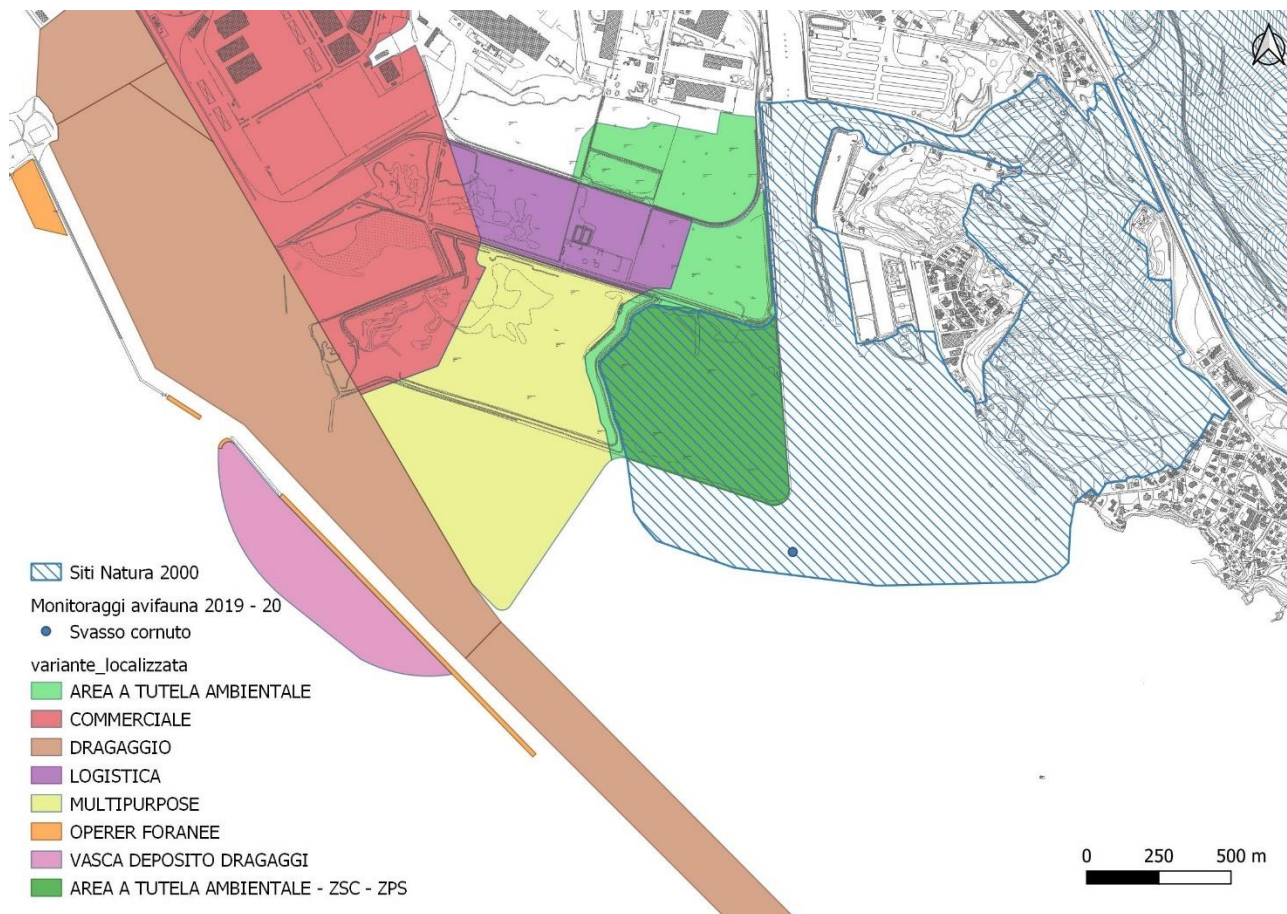 Siti Natura 2000
Monitoraggi avifauna 2019 - 20
Svasso cornuto
variante_localizzata
AREA A TUTELA AMBIENTALE
COMMERCIALE
DRAGAGGIO
LOGISTICA
MULTIPURPOSE
OPERER FORANEE
VASCA DEPOSITO DRAGAGGI
AREA A TUTELA AMBIENTALE - ZSC - ZPS
0 250 500 m